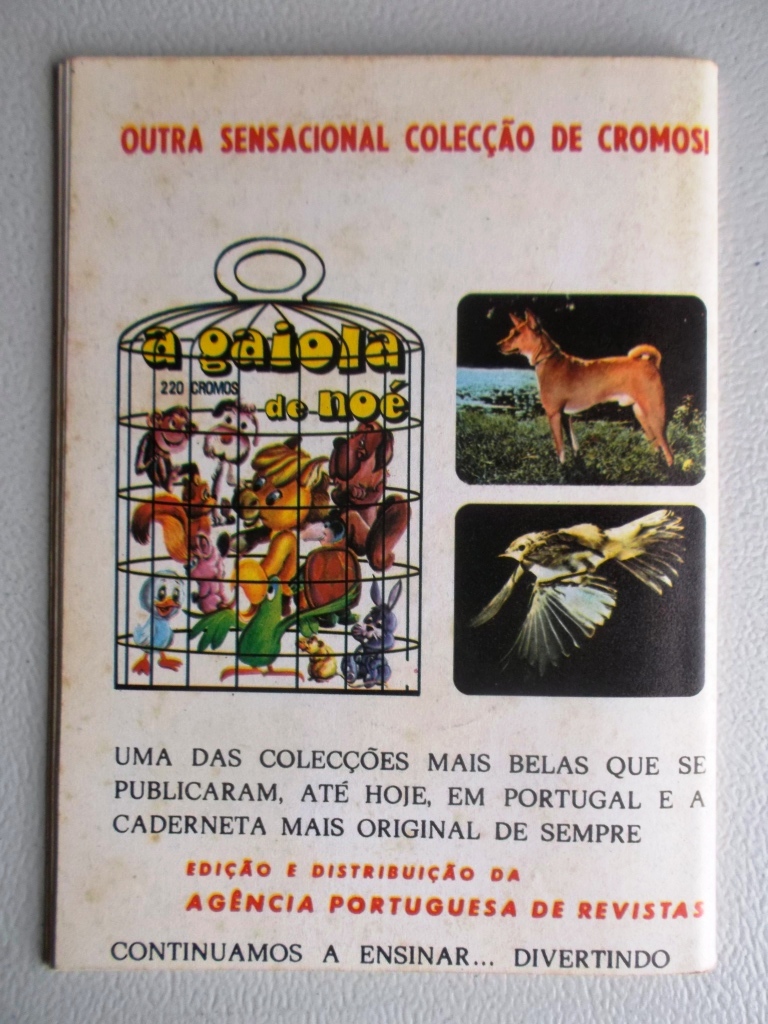 OUTRA SENSACIONAL COLECÇÃO DE CROMOS!
a gaiola
220 CROMOS
de noé
UMA DAS COLECÇÕES MAIS BELAS QUE SE
PUBLICARAM, ATÉ HOJE, EM PORTUGAL E A
CADERNETA MAIS ORIGINAL DE SEMPRE
EDIÇÃO E DISTRIBUIÇÃO DA
AGÊNCIA PORTUGUESA DE REVISTAS
CONTINUAMOS A ENSINAR... DIVERTINDO